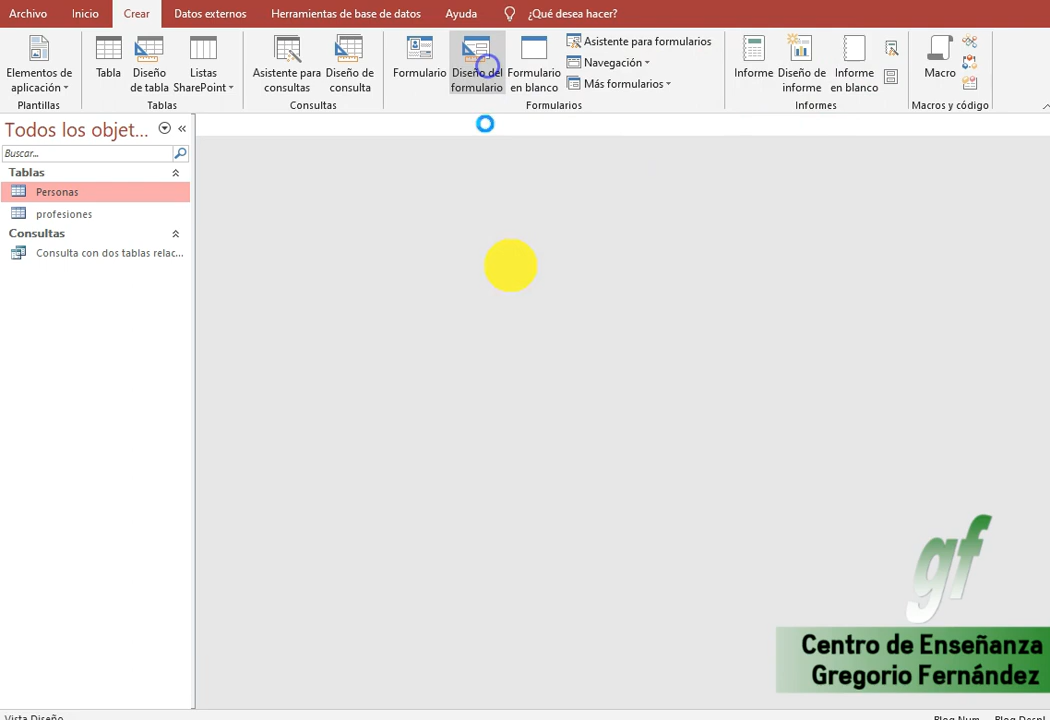 Archivo Inicio Crear Datos externos Herramientas de base de datos Ayuda ¿Qué desea hacer?
Elementos de aplicación
Tabla
Diseño de tabla
Listas SharePoint
Asistente para consultas
Diseño de consulta
Formulario
Diseño del formulario
Formulario en blanco
Asistente para formularios
Navegación
Más formularios
Informe
Diseño de informe
Informe en blanco
Macro
Plantillas Tablas Consultas Formularios Informes Macros y código
Todos los objet... «
Buscar...
Tablas
Personas
profesiones
Consultas
Consulta con dos tablas relac...
gf
Centro de Enseñanza
Gregorio Fernández
Vista Diseño Bloq Num Bloq Despl